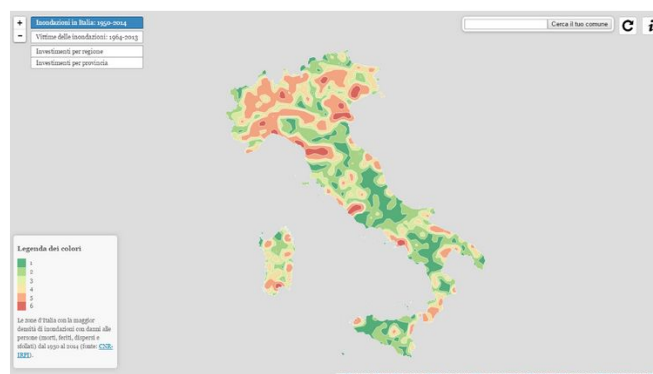 +
Inondazioni in Italia: 1950-2014
Cerca il tuo comune
−
Vittime delle inondazioni: 1964-2013
Investimenti per regione
Investimenti per provincia
Legenda dei colori
1
2
3
4
5
6
Le zone d'Italia con la maggior
densità di inondazioni con danni alle
persone (morti, feriti, dispersi e
sfollati) dal 1950 al 2014 (fonte: CNR-
IRPI).